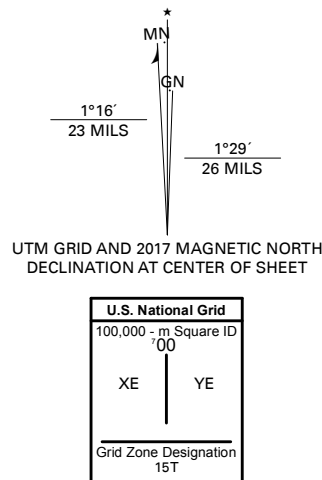 ★
MN
GN
1°16´
23 MILS
1°29´
26 MILS
UTM GRID AND 2017 MAGNETIC NORTH
DECLINATION AT CENTER OF SHEET
U.S. National Grid
100,000 - m Square ID
⁷00
XE YE
Grid Zone Designation
15T